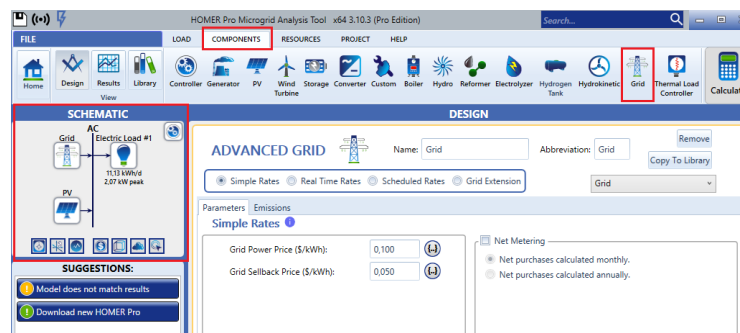 HOMER Pro Microgrid Analysis Tool x64 3.10.3 (Pro Edition)
Search...
FILE
LOAD COMPONENTS RESOURCES PROJECT HELP
Home
Design
Results
Library
View
Controller
Generator
PV
Wind Turbine
Storage
Converter
Custom
Boiler
Hydro
Reformer
Electrolyzer
Hydrogen Tank
Hydrokinetic
Grid
Thermal Load Controller
Calculat
SCHEMATIC
AC
Grid
Electric Load #1
11,13 kWh/d
2,07 kW peak
PV
SUGGESTIONS:
Model does not match results
Download new HOMER Pro
DESIGN
ADVANCED GRID
Name: Grid
Abbreviation: Grid
Remove
Copy To Library
Simple Rates Real Time Rates Scheduled Rates Grid Extension
Grid
Parameters Emissions
Simple Rates
Grid Power Price ($/kWh): 0,100
Grid Sellback Price ($/kWh): 0,050
Net Metering
Net purchases calculated monthly.
Net purchases calculated annually.